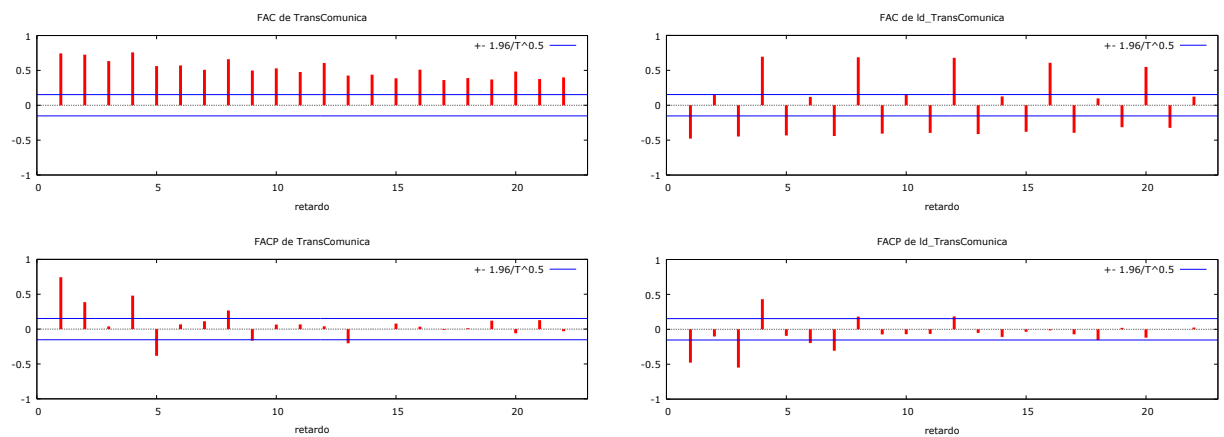 FAC de TransComunica
+- 1.96/T^0.5
1
0.5
0
-0.5
-1
0 5 10 15 20
retardo
FAC de ld_TransComunica
+- 1.96/T^0.5
1
0.5
0
-0.5
-1
0 5 10 15 20
retardo
FACP de TransComunica
+- 1.96/T^0.5
1
0.5
0
-0.5
-1
0 5 10 15 20
retardo
FACP de ld_TransComunica
+- 1.96/T^0.5
1
0.5
0
-0.5
-1
0 5 10 15 20
retardo